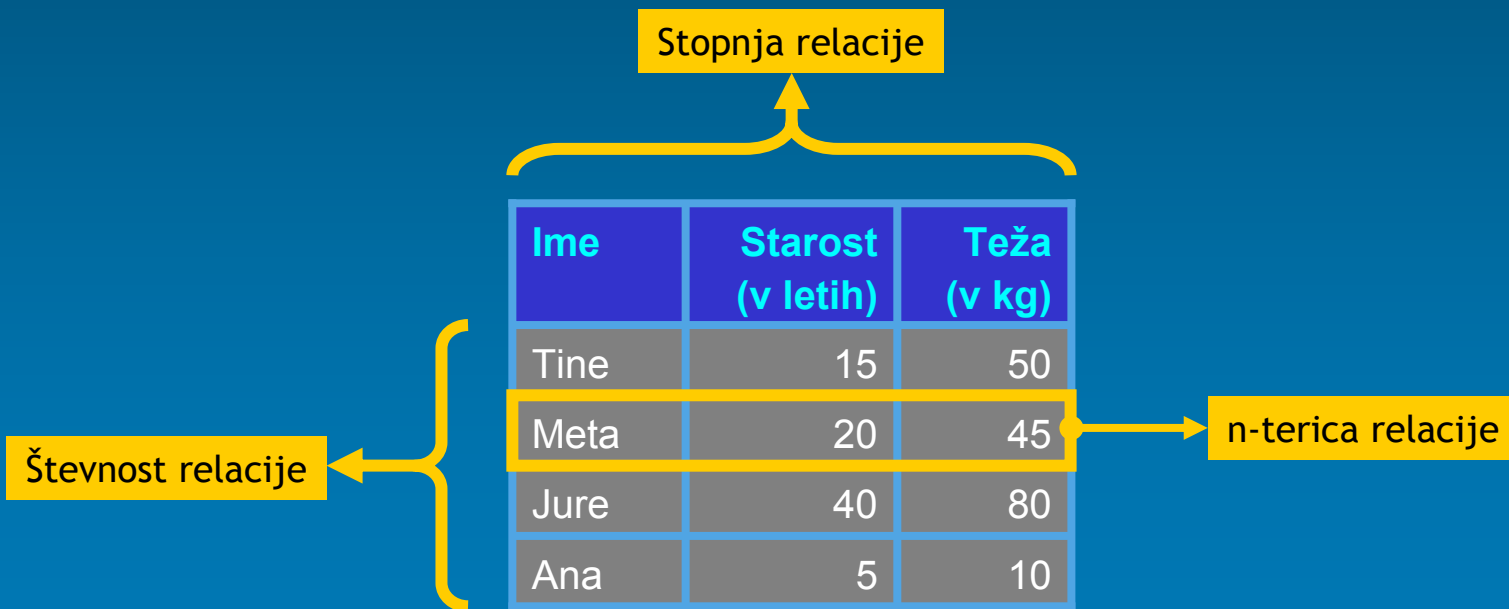 Stopnja relacije
Ime Starost (v letih) Teža (v kg)
Tine 15 50
Meta 20 45
n-terica relacije
Števnost relacije
Jure 40 80
Ana 5 10